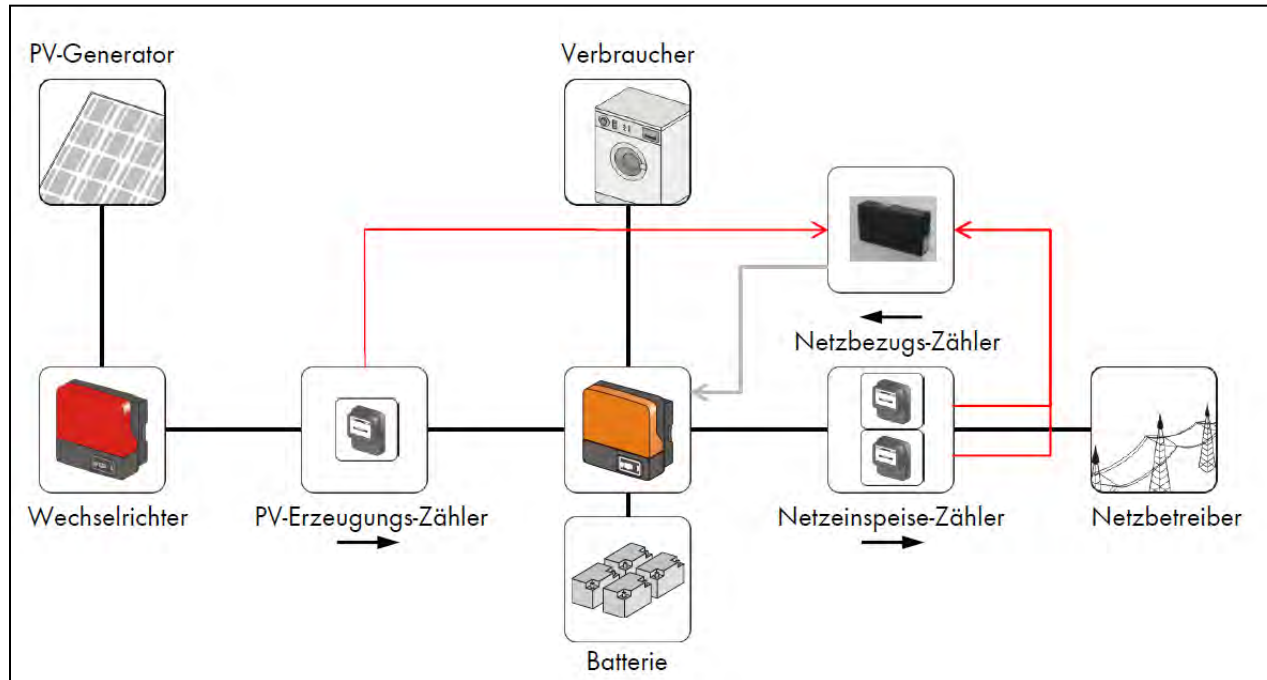 PV-Generator
Verbraucher
Netzbezugs-Zähler
Wechselrichter
PV-Erzeugungs-Zähler
Netzeinspeise-Zähler
Netzbetreiber
Batterie